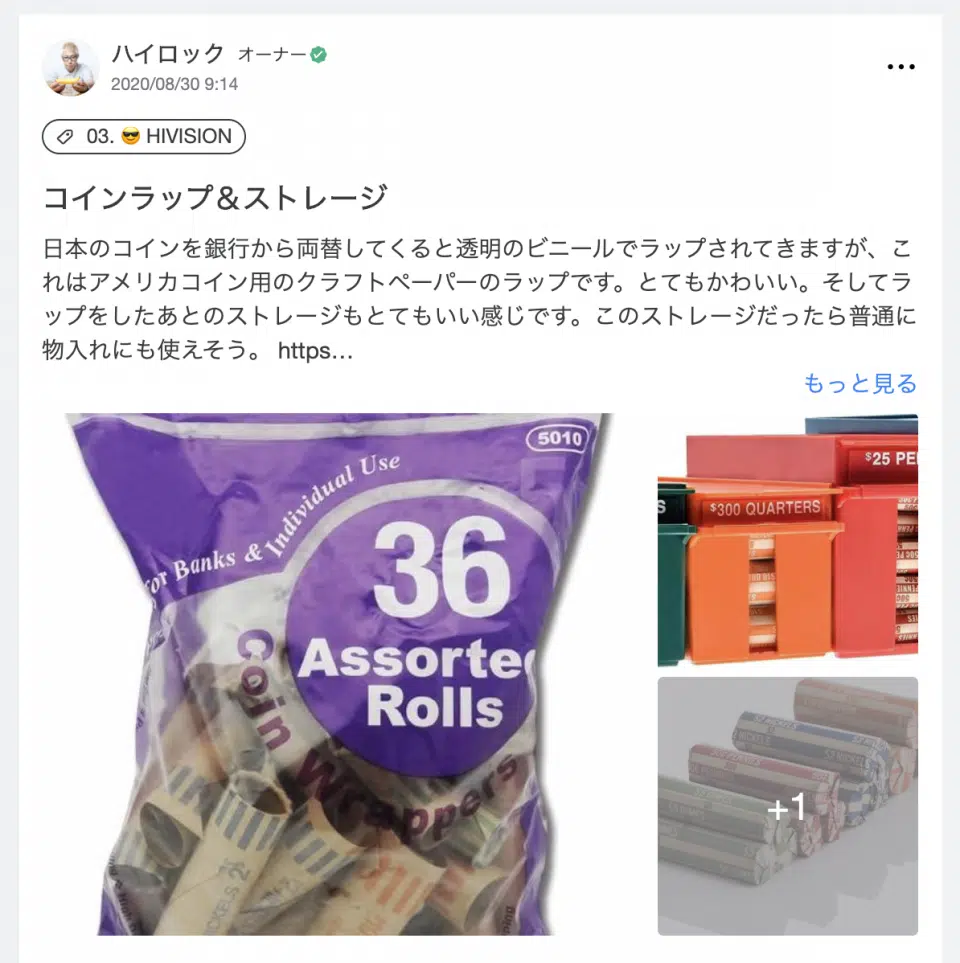 ハイロック オーナー
2020/08/30 9:14
03. 😎 HIVISION
コインラップ&ストレージ
日本のコインを銀行から両替してくると透明のビニールでラップされてきますが、こ
れはアメリカコイン用のクラフトペーパーのラップです。とてもかわいい。そしてラ
ップをしたあとのストレージもとてもいい感じです。このストレージだったら普通に
物入れにも使えそう。 https…
もっと見る
5010
or Banks & Individual Use
36
Assorte
Rolls
Coin
Wrappers
$25 PE
S
$300 QUARTERS
+1